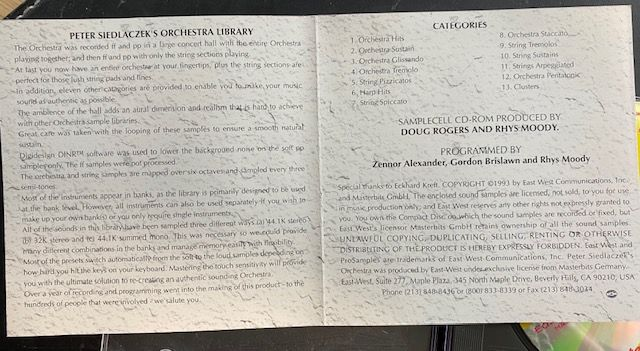 PETER SIEDLACZEK'S ORCHESTRA LIBRARY
The Orchestra was recorded ff and pp in a large concert hall with the entire Orchestra
playing together; and then ff and pp with only the string sections playing.
At last you now have an entire orchestra at your fingertips, plus the string sections are
perfect for those lush string pads and lines.
In addition, eleven other categories are provided to enable you to make your music
sound as authentic as possible.
The ambience of the hall adds an aural dimension and realism that is hard to achieve
with other Orchestra sample libraries.
Great care was taken with the looping of these samples to ensure a smooth natural
sustain.
Digidesign DINR™ software was used to lower the background noise on the soft pp
samples only. The ff samples were not processed.
The orchestra and string samples are mapped over six octaves and sampled every three
semi-tones.
Most of the instruments appear in banks, as the library is primarily designed to be used
at the bank level. However, all instruments can also be used separately if you wish to
make up your own bank(s) or you only require single instruments.
All of the sounds in this library have been sampled three ways (a) 44.1K stereo
(b) 32K stereo and (c) 44.1K summed mono. This was necessary so we could provide
many different combinations in the banks and manage memory easily with flexibility.
Most of the presets switch automatically from the soft to the loud samples depending on
how hard you hit the keys on your keyboard. Mastering the touch sensitivity will provide
you with the ultimate solution to re-creating an authentic sounding Orchestra.
Over a year of recording and programming went into the making of this product - to the
hundreds of people that were involved - we salute you.
CATEGORIES
1. Orchestra Hits
2. Orchestra Sustain
3. Orchestra Glissando
4. Orchestra Tremolo
5. String Pizzicatos
6. Harp Hits
7. String Spiccato
8. Orchestra Staccato
9. String Tremolos
10. String Sustains
11. Strings Arpeggiated
12. Orchestra Pentatonic
13. Clusters
SAMPLECELL CD-ROM PRODUCED BY
DOUG ROGERS AND RHYS MOODY.
PROGRAMMED BY
Zennor Alexander, Gordon Brislawn and Rhys Moody
Special thanks to Eckhard Kreft. COPYRIGHT ©1993 by East West Communications, Inc.
and Masterbits GmbH. The enclosed sound samples are licensed, not sold, to you for use
in music production only; and East West reserves any other rights not expressly granted to
you. You own the Compact Disc on which the sound samples are recorded or fixed, but
East West's licensor Masterbits GmbH retains ownership of all the sound samples.
UNLAWFUL COPYING, DUPLICATING, SELLING, RENTING OR OTHERWISE
DISTRIBUTING OF THE PRODUCT IS HEREBY EXPRESSLY FORBIDDEN. East West and
ProSamples are trademarks of East West Communications, Inc. Peter Siedlaczek's
Orchestra was produced by East-West under exclusive license from Masterbits Germany.
East-West, Suite 277, Maple Plaza, 345 North Maple Drive, Beverly Hills, CA 90210, USA
Phone (213) 848-8436 or (800) 833-8339 or Fax (213) 848-3034